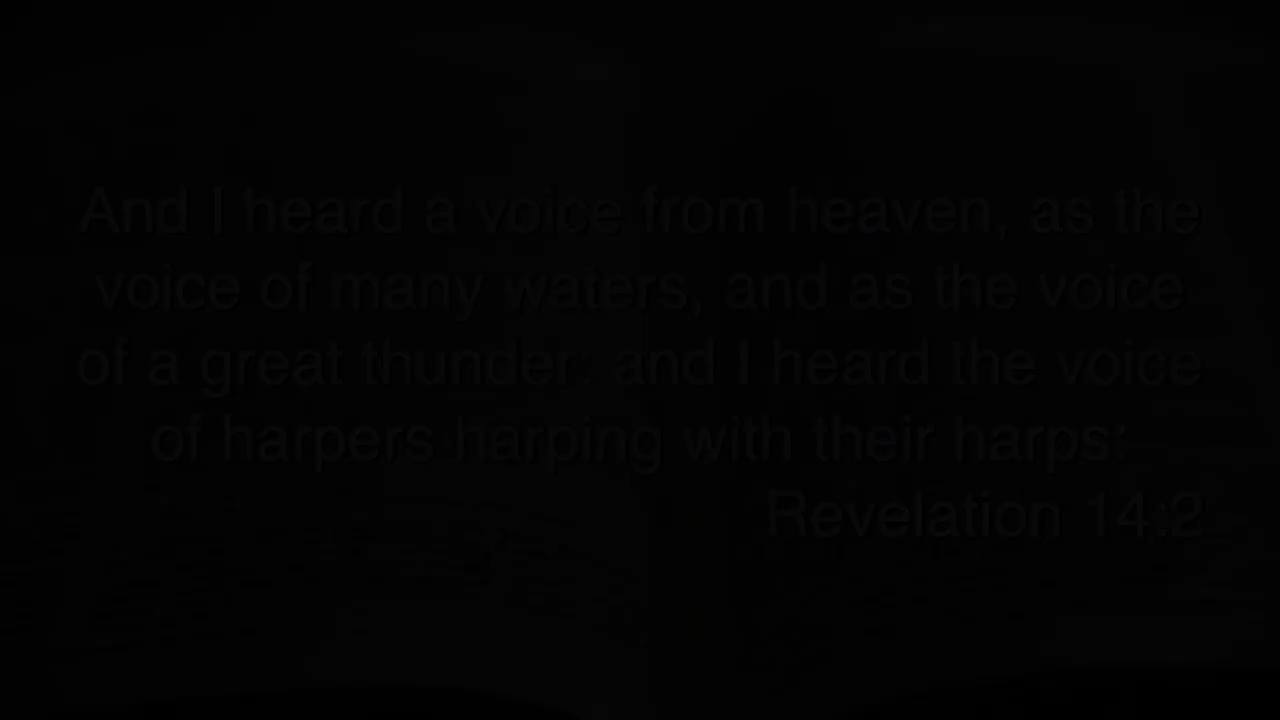 And I heard a voice from heaven, as the
voice of many waters, and as the voice
of a great thunder: and I heard the voice
of harpers harping with their harps:
Revelation 14:2